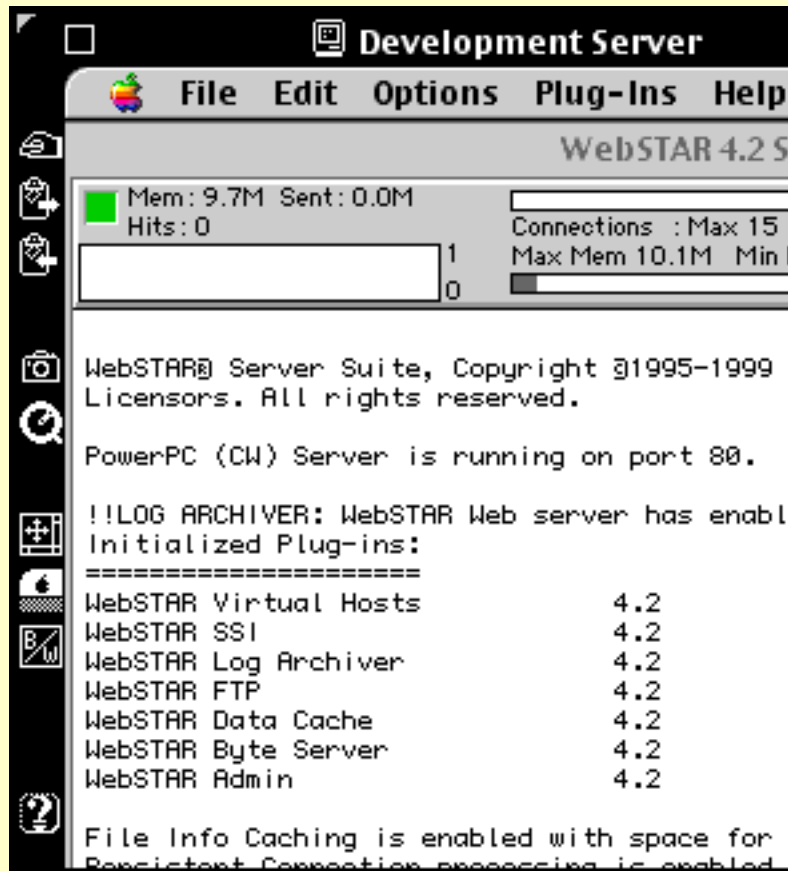 Development Server
File Edit Options Plug-Ins Help
WebSTAR 4.2 S
Mem: 9.7M Sent: 0.0M
Hits: 0
Connections : Max 15
1
Max Mem 10.1M Min
0
WebSTAR® Server Suite, Copyright ©1995-1999
Licensors. All rights reserved.
PowerPC (CW) Server is running on port 80.
!!LOG ARCHIVER: WebSTAR Web server has enabl
Initialized Plug-ins:
=====================
WebSTAR Virtual Hosts 4.2
WebSTAR SSI 4.2
WebSTAR Log Archiver 4.2
WebSTAR FTP 4.2
WebSTAR Data Cache 4.2
WebSTAR Byte Server 4.2
WebSTAR Admin 4.2
B/W
File Info Caching is enabled with space for
Persistent Connection processing is enabled